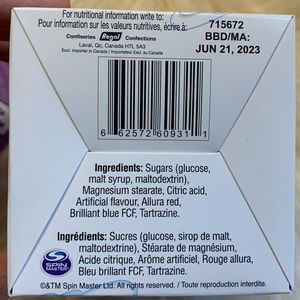 For nutritional information write to:
Pour information sur les valeurs nutritives, écrire à:
Confiseries Regal Confections
Laval, Qc, Canada H7L 5A3
Excl. Importer in Canada / Importateur Excl. au Canada
715672
BBD/MA:
JUN 21, 2023
6 62572 60931 1
Ingredients: Sugars (glucose,
malt syrup, maltodextrin),
Magnesium stearate, Citric acid,
Artificial flavour, Allura red,
Brilliant blue FCF, Tartrazine.
Ingrédients: Sucres (glucose, sirop de malt,
maltodextrine), Stéarate de magnésium,
Acide citrique, Arôme artificiel, Rouge allura,
Bleu brillant FCF, Tartrazine.
SPIN
MASTER
©&TM Spin Master Ltd. All rights reserved. / Toute reproduction interdite.